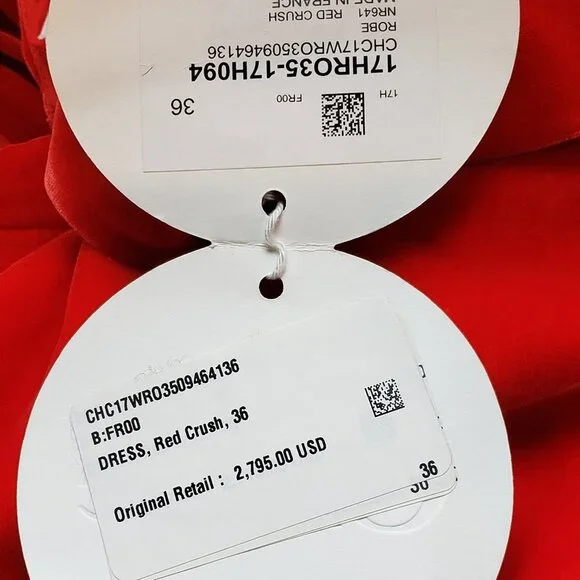 MADE IN FRANCE
NR641 RED CRUSH
ROBE
CHC17WRO3509464136
17HRO35-17H094
17H FR00 36
CHC17WRO3509464136
B:FR00
DRESS, Red Crush, 36
Original Retail : 2,795.00 USD
36
36